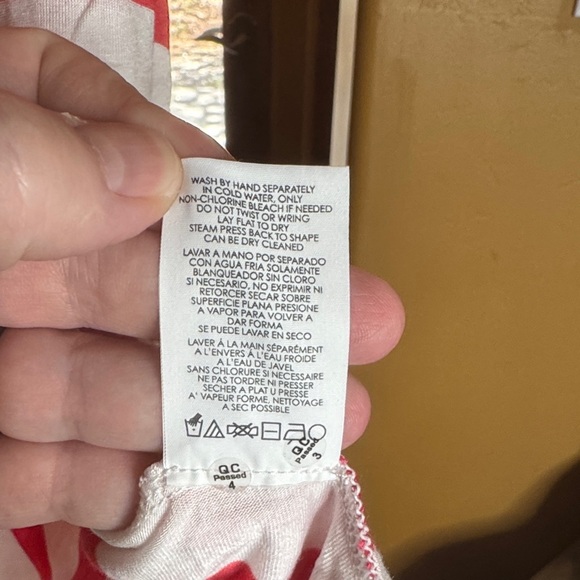 WASH BY HAND SEPARATELY
IN COLD WATER, ONLY
NON-CHLORINE BLEACH IF NEEDED
DO NOT TWIST OR WRING
LAY FLAT TO DRY
STEAM PRESS BACK TO SHAPE
CAN BE DRY CLEANED
LAVAR A MANO POR SEPARADO
CON AGUA FRIA SOLAMENTE
BLANQUEADOR SIN CLORO
SI NECESARIO, NO EXPRIMIR NI
RETORCER SECAR SOBRE
SUPERFICIE PLANA PRESIONE
A VAPOR PARA VOLVER A
DAR FORMA
SE PUEDE LAVAR EN SECO
LAVER À LA MAIN SÉPARÉMENT
A L'ENVERS À L'EAU FROIDE
A L'EAU DE JAVEL
SANS CHLORURE SI NECESSAIRE
NE PAS TORDRE NI PRESSER
SECHER A PLAT U PRESSE
A' VAPEUR FORME, NETTOYAGE
A SEC POSSIBLE
QC
Passed
3
QC
Passed
4